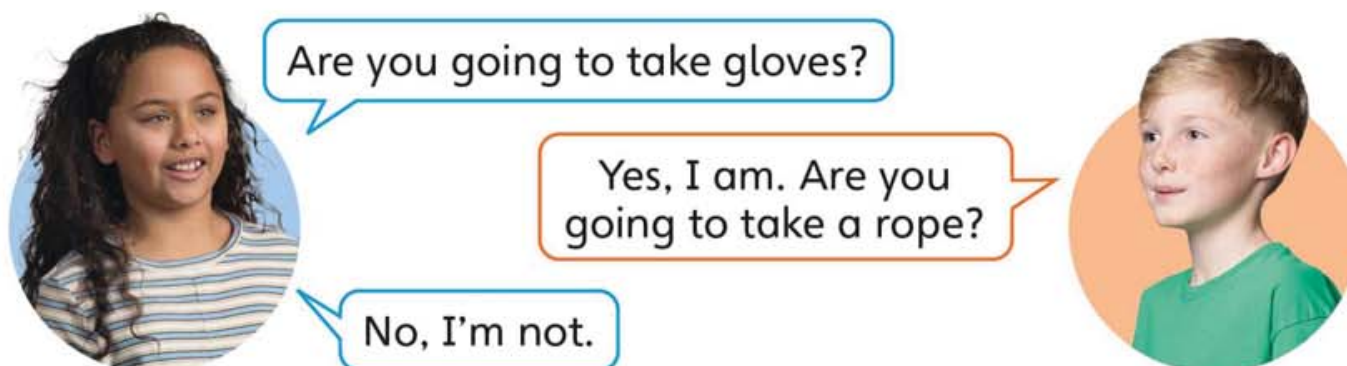 Are you going to take gloves?
Yes, I am. Are you
going to take a rope?
No, I'm not.